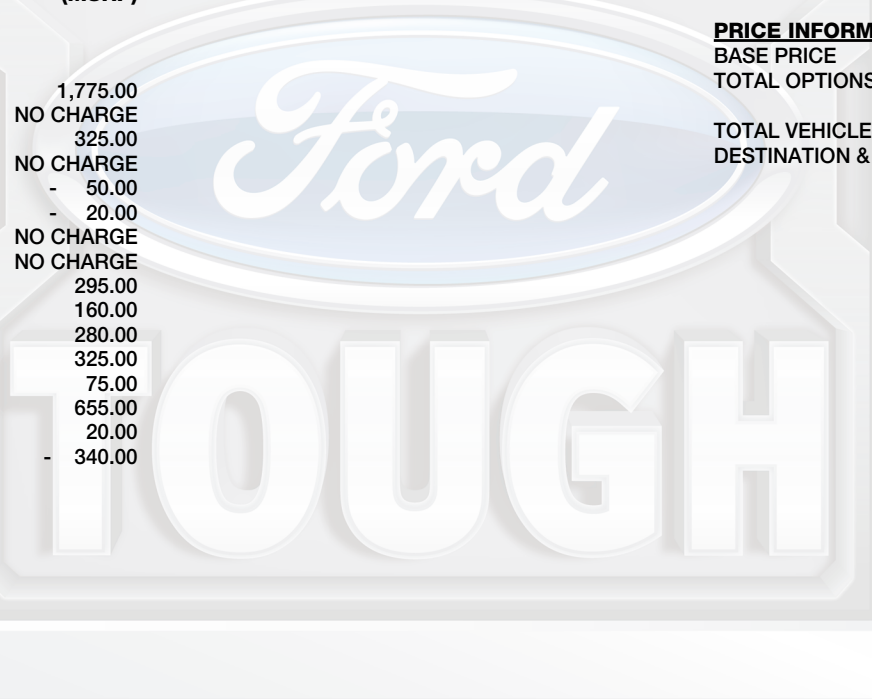 1,775.00
NO CHARGE
325.00
NO CHARGE
- 50.00
- 20.00
NO CHARGE
NO CHARGE
295.00
160.00
280.00
325.00
75.00
655.00
20.00
- 340.00
PRICE INFORM
BASE PRICE
TOTAL OPTIONS
TOTAL VEHICLE
DESTINATION &
Ford
TOUGH